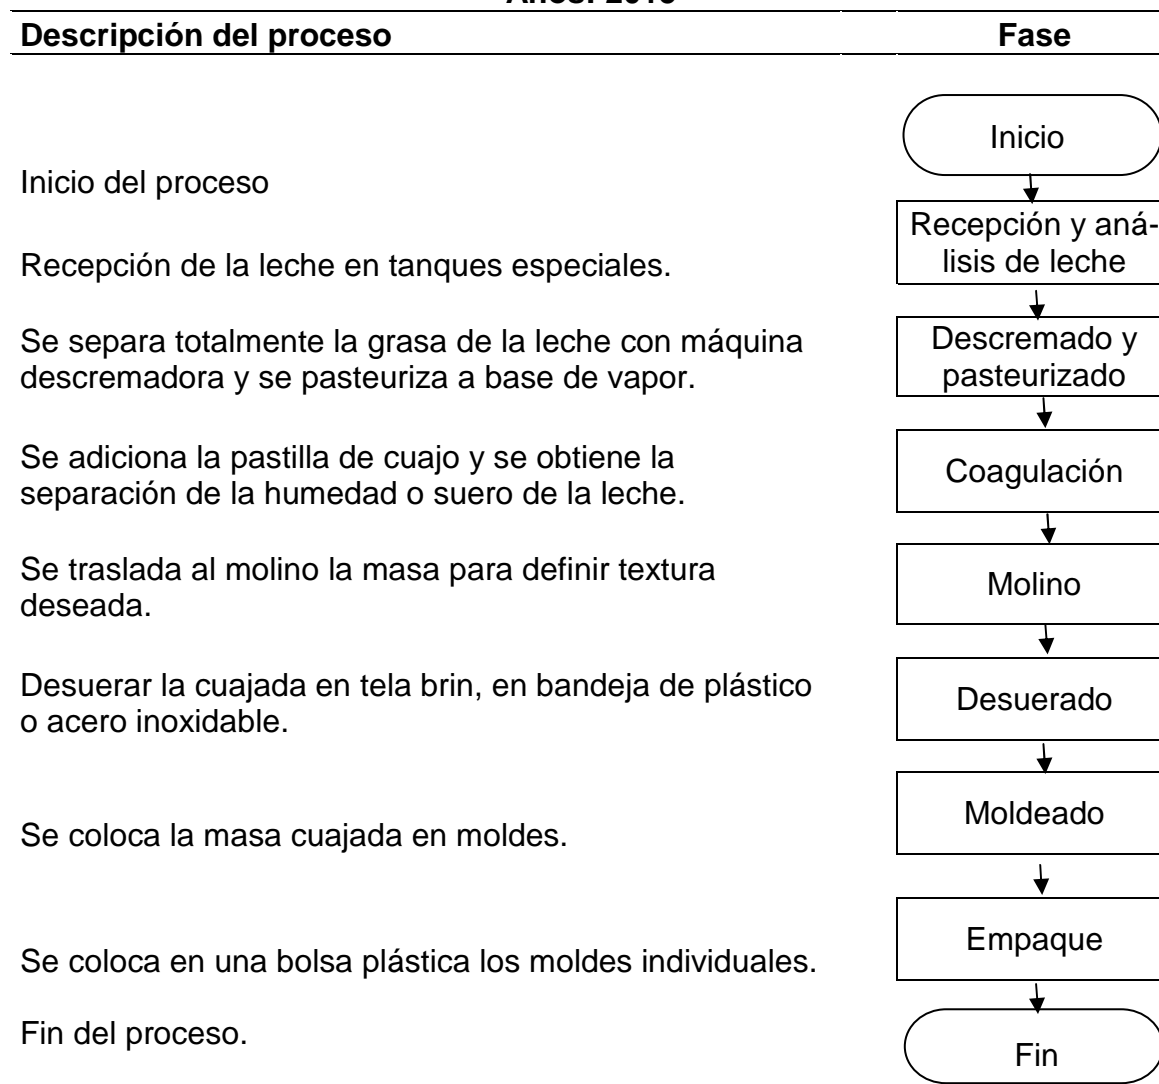 Descripción del proceso Fase
Inicio
Inicio del proceso
Recepción y aná-
lisis de leche
Recepción de la leche en tanques especiales.
Se separa totalmente la grasa de la leche con máquina
descremadora y se pasteuriza a base de vapor.
Descremado y
pasteurizado
Se adiciona la pastilla de cuajo y se obtiene la
separación de la humedad o suero de la leche.
Coagulación
Se traslada al molino la masa para definir textura
deseada.
Molino
Desuerar la cuajada en tela brin, en bandeja de plástico
o acero inoxidable.
Desuerado
Se coloca la masa cuajada en moldes.
Moldeado
Se coloca en una bolsa plástica los moldes individuales.
Empaque
Fin del proceso.
Fin